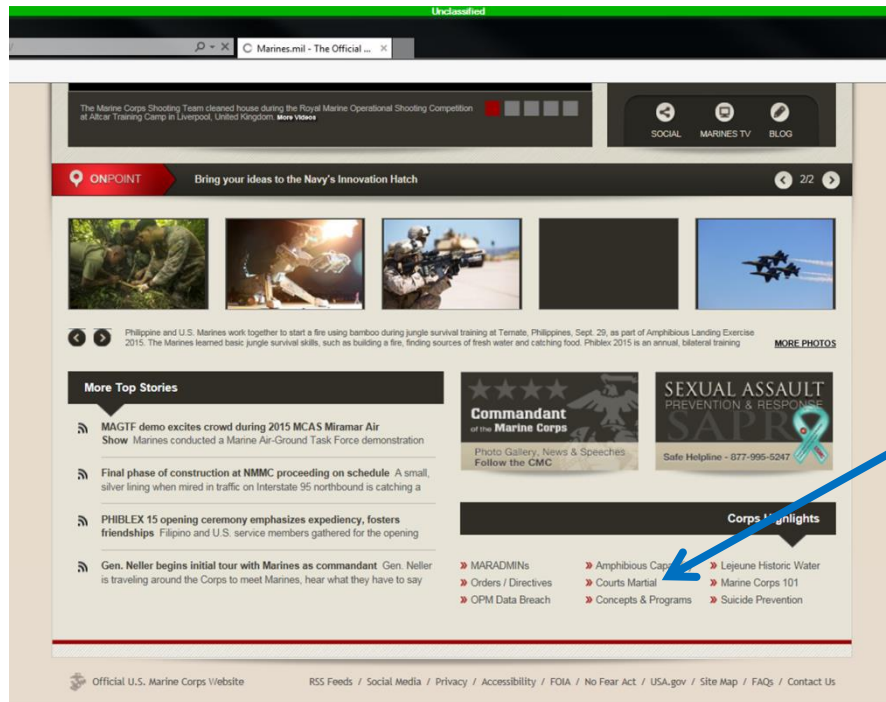 Unclassified
Marines.mil - The Official ...
The Marine Corps Shooting Team cleaned house during the Royal Marine Operational Shooting Competition
at Altcar Training Camp in Liverpool, United Kingdom. More Videos
SOCIAL MARINES TV BLOG
ONPOINT Bring your ideas to the Navy's Innovation Hatch 2/2
Philippine and U.S. Marines work together to start a fire using bamboo during jungle survival training at Ternate, Philippines, Sept. 29, as part of Amphibious Landing Exercise
2015. The Marines learned basic jungle survival skills, such as building a fire, finding sources of fresh water and catching food. Philblex 2015 is an annual, bilateral training
MORE PHOTOS
More Top Stories
MAGTF demo excites crowd during 2015 MCAS Miramar Air
Show Marines conducted a Marine Air-Ground Task Force demonstration
Final phase of construction at NMMC proceeding on schedule A small,
silver lining when mired in traffic on Interstate 95 northbound is catching a
PHIBLEX 15 opening ceremony emphasizes expediency, fosters
friendships Filipino and U.S. service members gathered for the opening
Gen. Neller begins initial tour with Marines as commandant Gen. Neller
is traveling around the Corps to meet Marines, hear what they have to say
Commandant
of the Marine Corps
Photo Gallery, News & Speeches
Follow the CMC
SEXUAL ASSAULT
PREVENTION & RESPONSE
SAPR
Safe Helpline - 877-995-5247
Corps Highlights
» MARADMINs » Amphibious » Lejeune Historic Water
» Orders / Directives » Courts Martial » Marine Corps 101
» OPM Data Breach » Concepts & Programs » Suicide Prevention
Official U.S. Marine Corps Website RSS Feeds / Social Media / Privacy / Accessibility / FOIA / No Fear Act / USA.gov / Site Map / FAQs / Contact Us